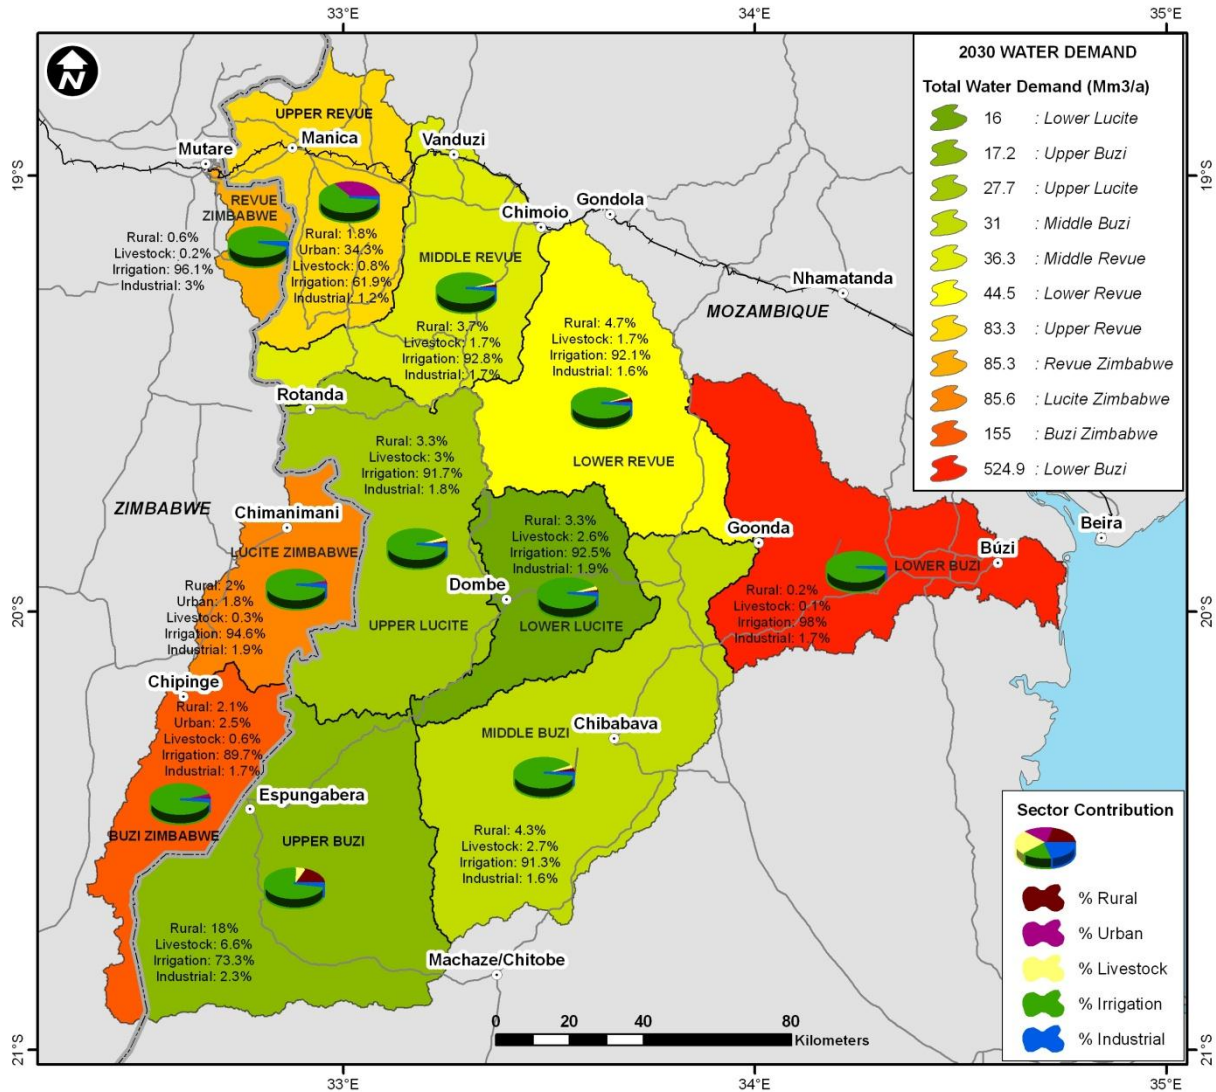 33°E
34°E
35°E
N
2030 WATER DEMAND
Total Water Demand (Mm3/a)
16 : Lower Lucite
17.2 : Upper Buzi
27.7 : Upper Lucite
31 : Middle Buzi
36.3 : Middle Revue
44.5 : Lower Revue
83.3 : Upper Revue
85.3 : Revue Zimbabwe
85.6 : Lucite Zimbabwe
155 : Buzi Zimbabwe
524.9 : Lower Buzi
UPPER REVUE
Mutare
Manica
Vanduzi
19°S
19°S
REVUE
ZIMBABWE
Gondola
Chimoio
Rural: 0.6%
Livestock: 0.2%
Irrigation: 96.1%
Industrial: 3%
Rural: 1.8%
Urban: 34.3%
Livestock: 0.8%
Irrigation: 61.9%
Industrial: 1.2%
MIDDLE REVUE
Nhamatanda
MOZAMBIQUE
Rural: 3.7%
Livestock: 1.7%
Irrigation: 92.8%
Industrial: 1.7%
Rural: 4.7%
Livestock: 1.7%
Irrigation: 92.1%
Industrial: 1.6%
Rotanda
LOWER REVUE
Rural: 3.3%
Livestock: 3%
Irrigation: 91.7%
Industrial: 1.8%
ZIMBABWE
Chimanimani
LUCITE ZIMBABWE
Rural: 3.3%
Livestock: 2.6%
Irrigation: 92.5%
Industrial: 1.9%
Goonda
Beira
Búzi
LOWER BUZI
Rural: 2%
Urban: 1.8%
Livestock: 0.3%
Irrigation: 94.6%
Industrial: 1.9%
Dombe
UPPER LUCITE
LOWER LUCITE
Rural: 0.2%
Livestock: 0.1%
Irrigation: 98%
Industrial: 1.7%
20°S
20°S
Chipinge
Rural: 2.1%
Urban: 2.5%
Livestock: 0.6%
Irrigation: 89.7%
Industrial: 1.7%
MIDDLE BUZI
Chibabava
Espungabera
BUZI ZIMBABWE
UPPER BUZI
Rural: 4.3%
Livestock: 2.7%
Irrigation: 91.3%
Industrial: 1.6%
Rural: 18%
Livestock: 6.6%
Irrigation: 73.3%
Industrial: 2.3%
Machaze/Chitobe
Sector Contribution
% Rural
% Urban
% Livestock
% Irrigation
% Industrial
0 20 40 80
Kilometers
21°S
21°S
33°E
34°E
35°E